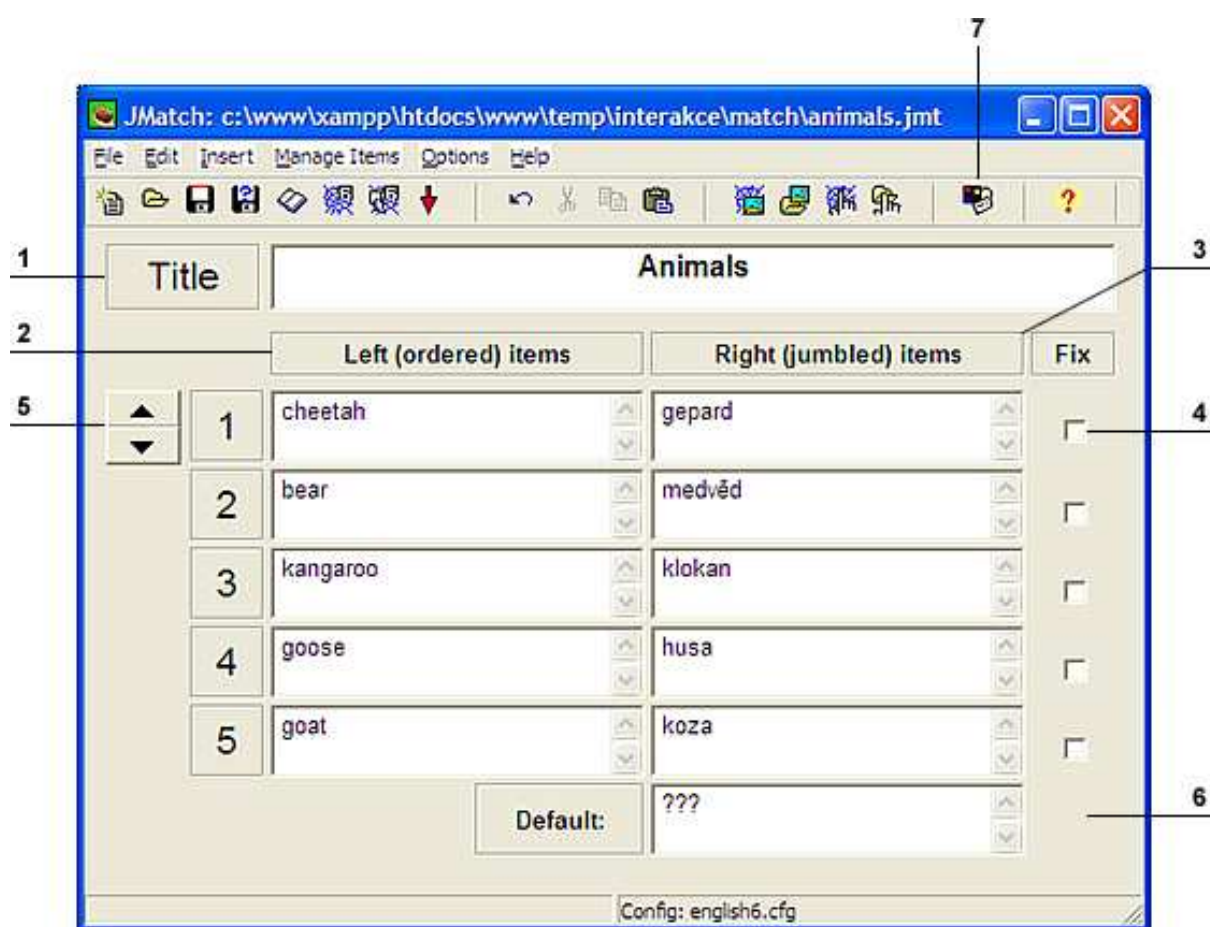 7
JMatch: c:\www\xampp\htdocs\www\temp\interakce\match\animals.jmt
File Edit Insert Manage Items Options Help
?
1
Title
Animals
3
2
Left (ordered) items
Right (jumbled) items
Fix
5
1
cheetah
gepard
4
2
bear
medvěd
3
kangaroo
klokan
4
goose
husa
5
goat
koza
Default:
???
6
Config: english6.cfg